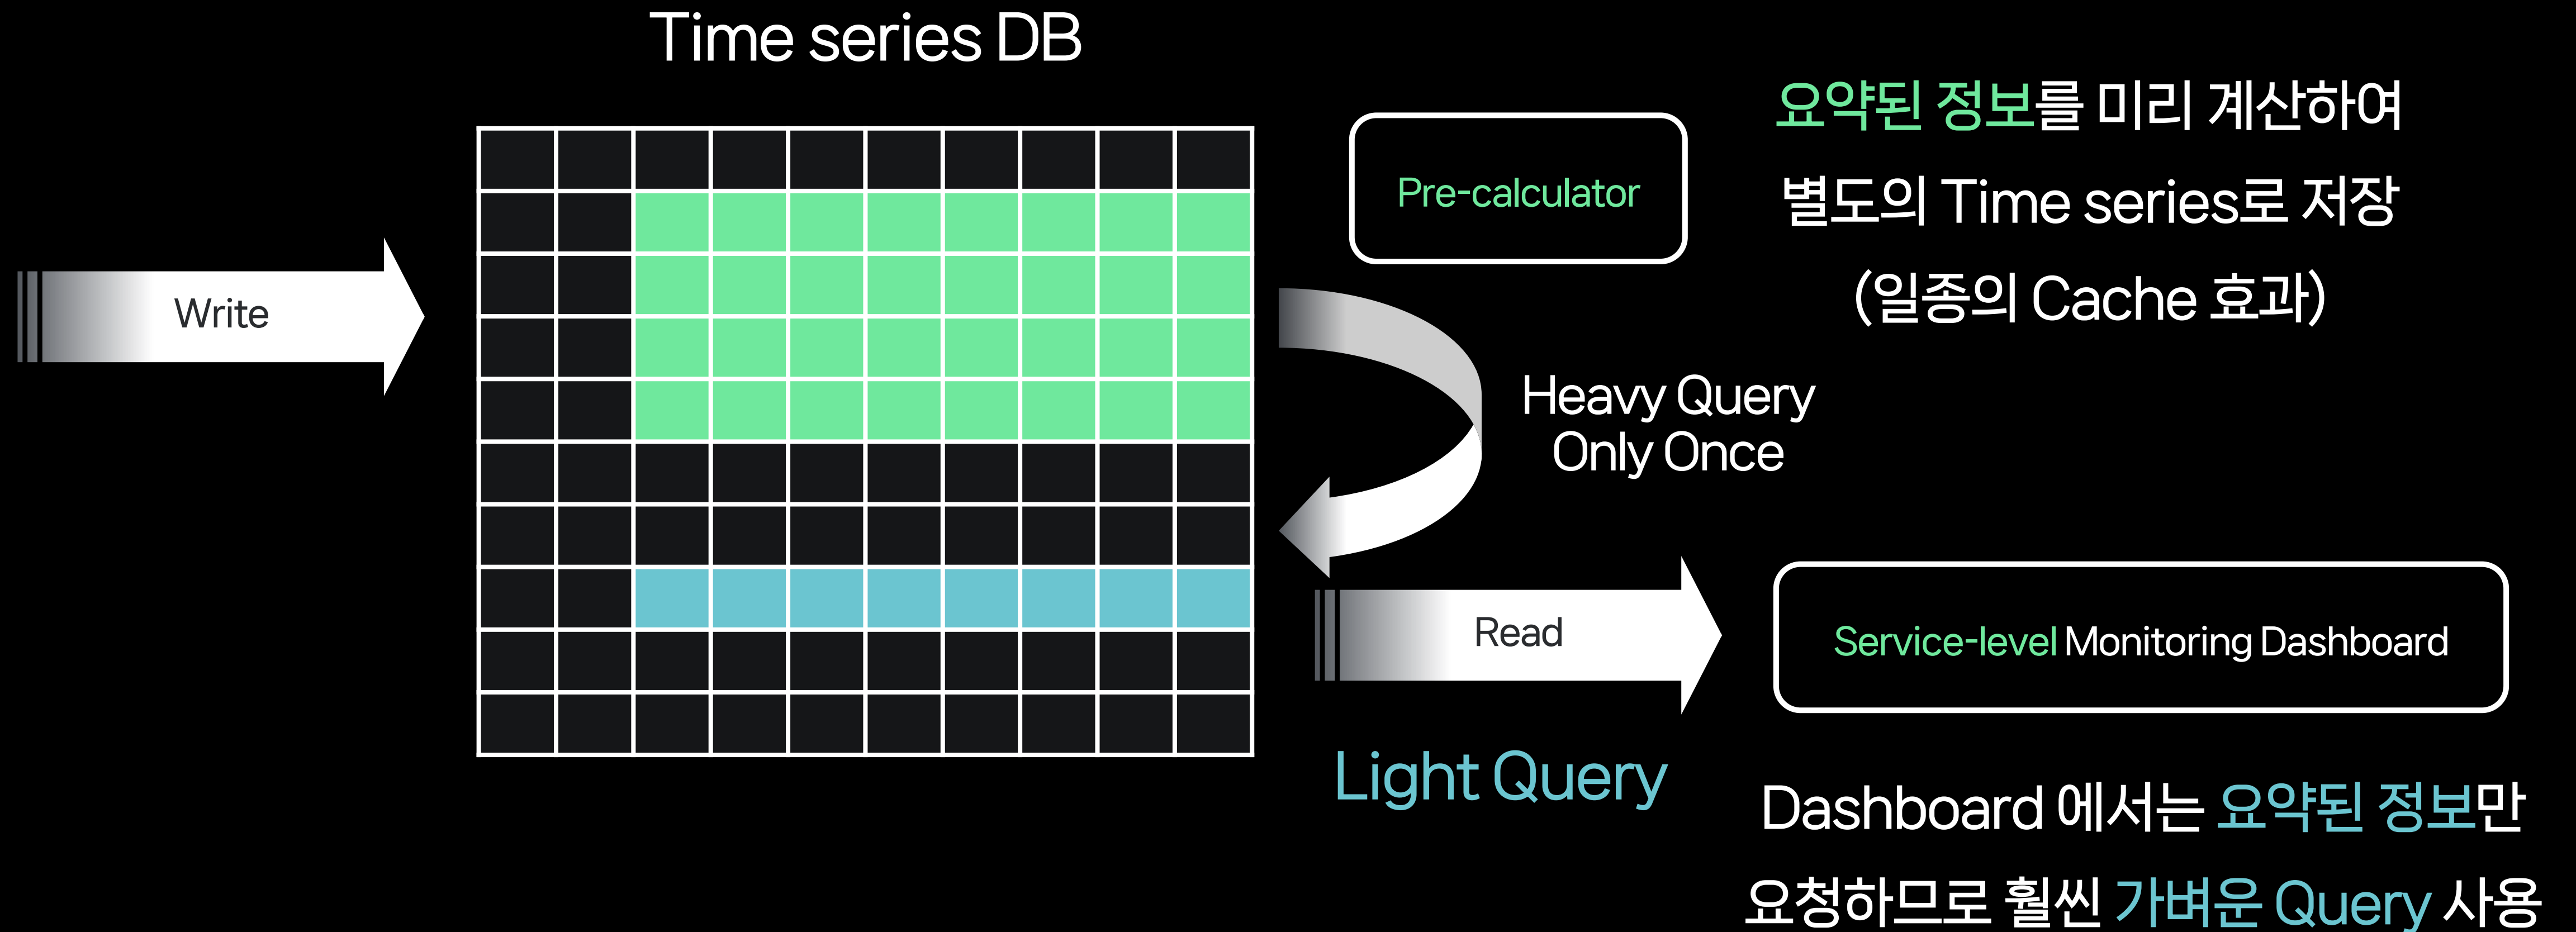 Time series DB
Write
Pre-calculator
요약된 정보를 미리 계산하여
별도의 Time series로 저장
(일종의 Cache 효과)
Heavy Query
Only Once
Read
Service-level Monitoring Dashboard
Light Query
Dashboard 에서는 요약된 정보만
요청하므로 훨씬 가벼운 Query 사용